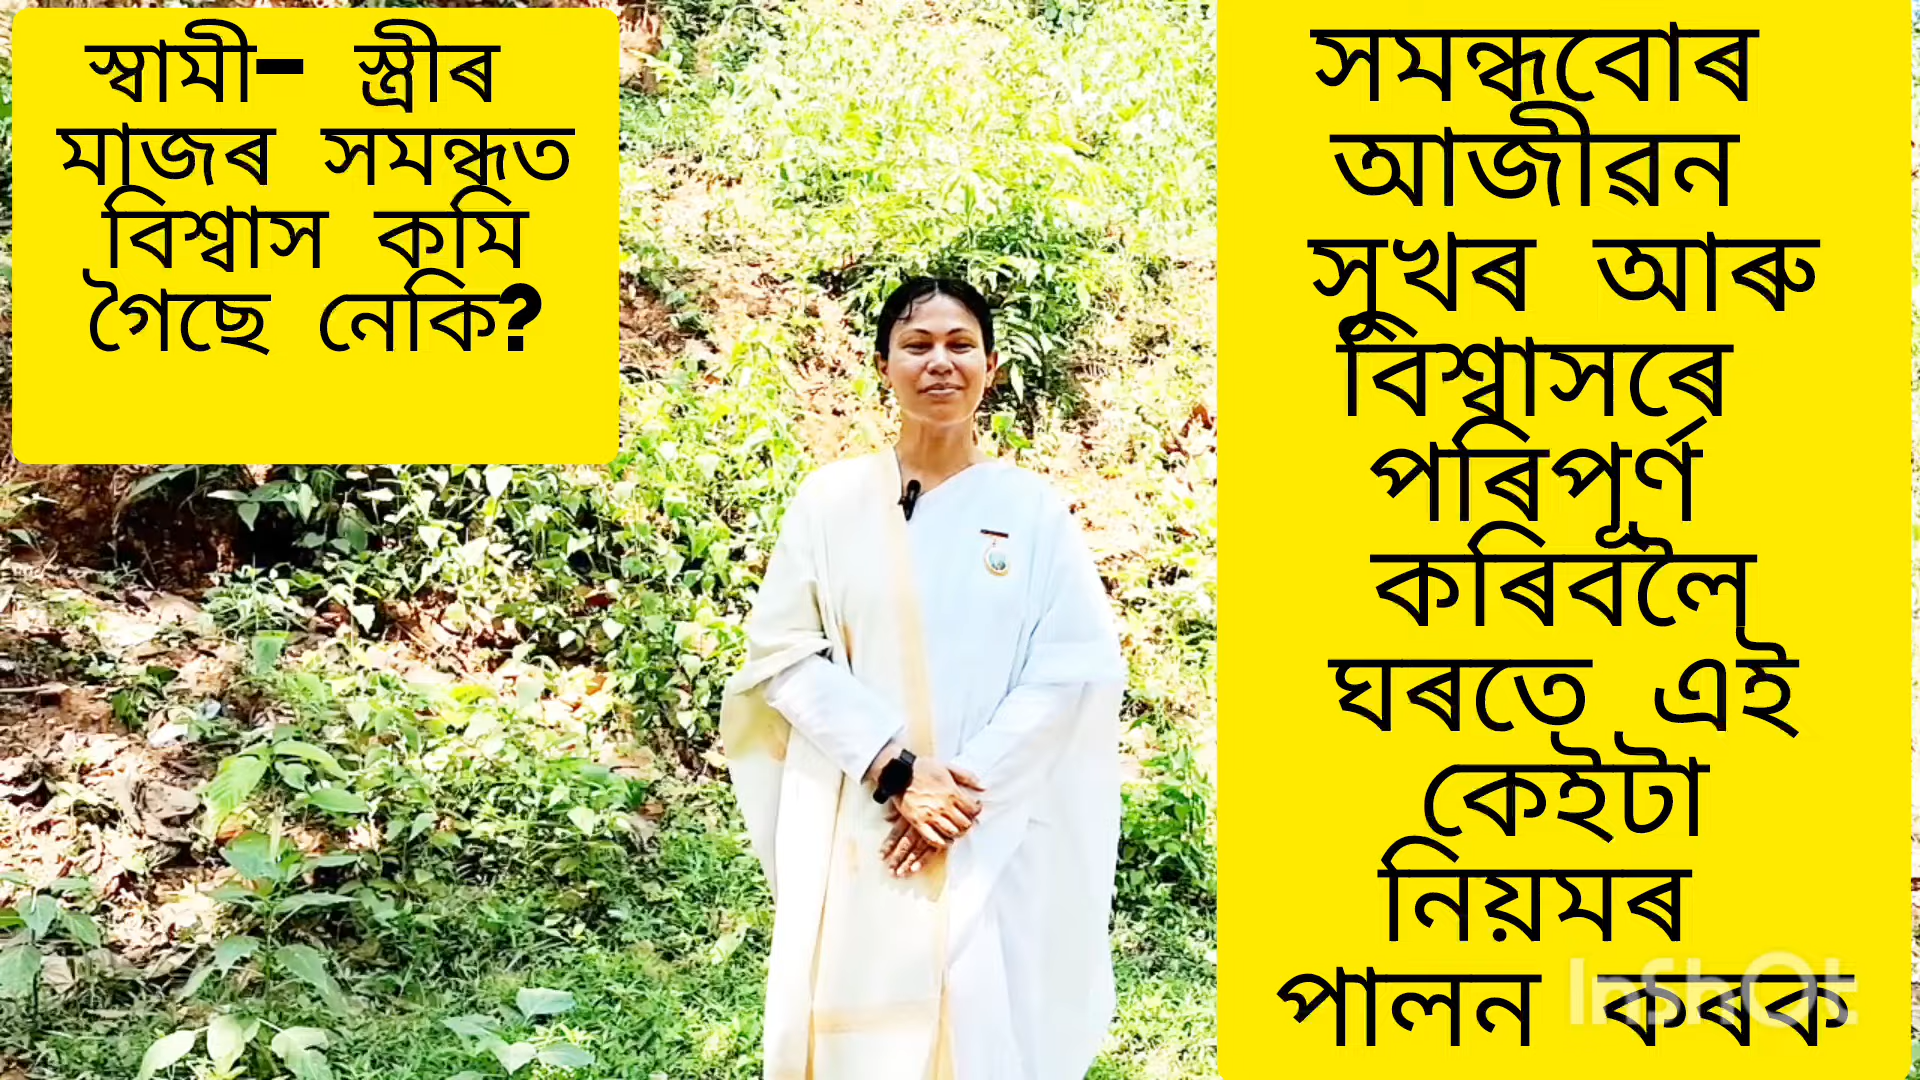 স্বামী- স্ত্ৰীৰ
মাজৰ সমন্ধত
বিশ্বাস কমি
গৈছে নেকি?
সমন্ধবোৰ
আজীৱন
সুখৰ আৰু
বিশ্বাসৰে
পৰিপূৰ্ণ
কৰিবলৈ
ঘৰতে এই
কেইটা
নিয়মৰ
পালন কৰক
InShOt